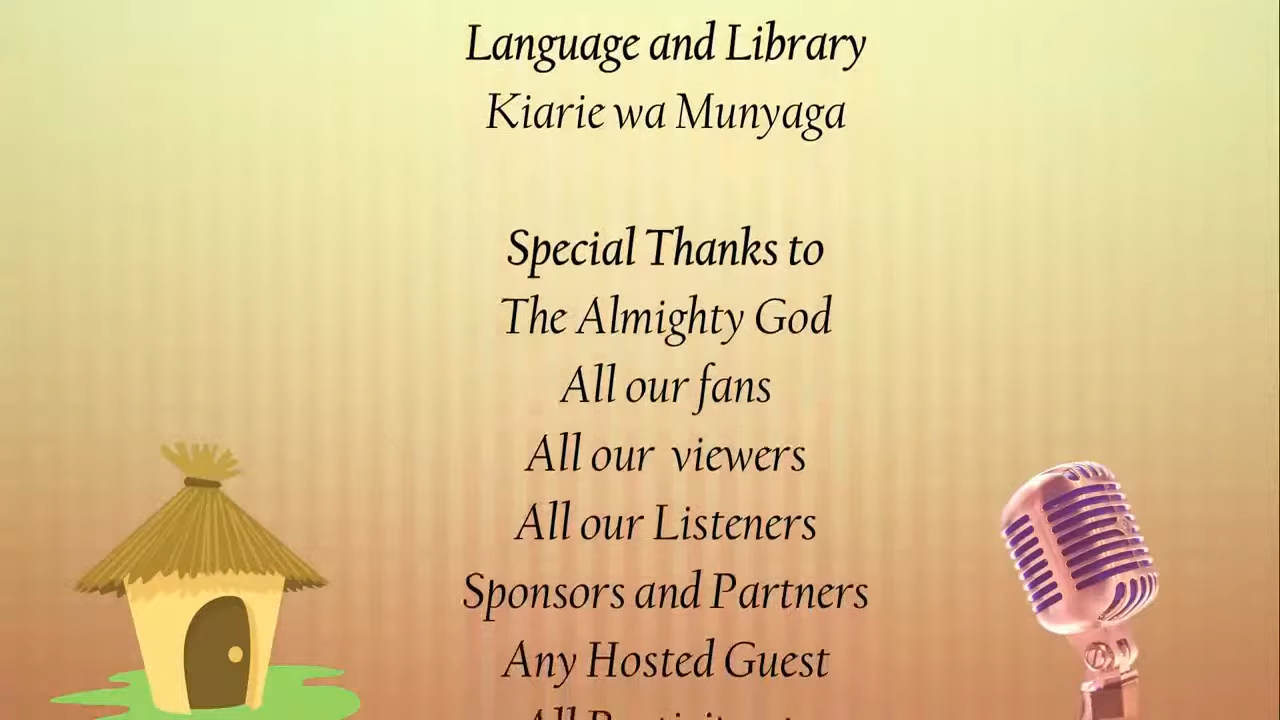 Language and Library
Kiarie wa Munyaga
Special Thanks to
The Almighty God
All our fans
All our viewers
All our Listeners
Sponsors and Partners
Any Hosted Guest
All